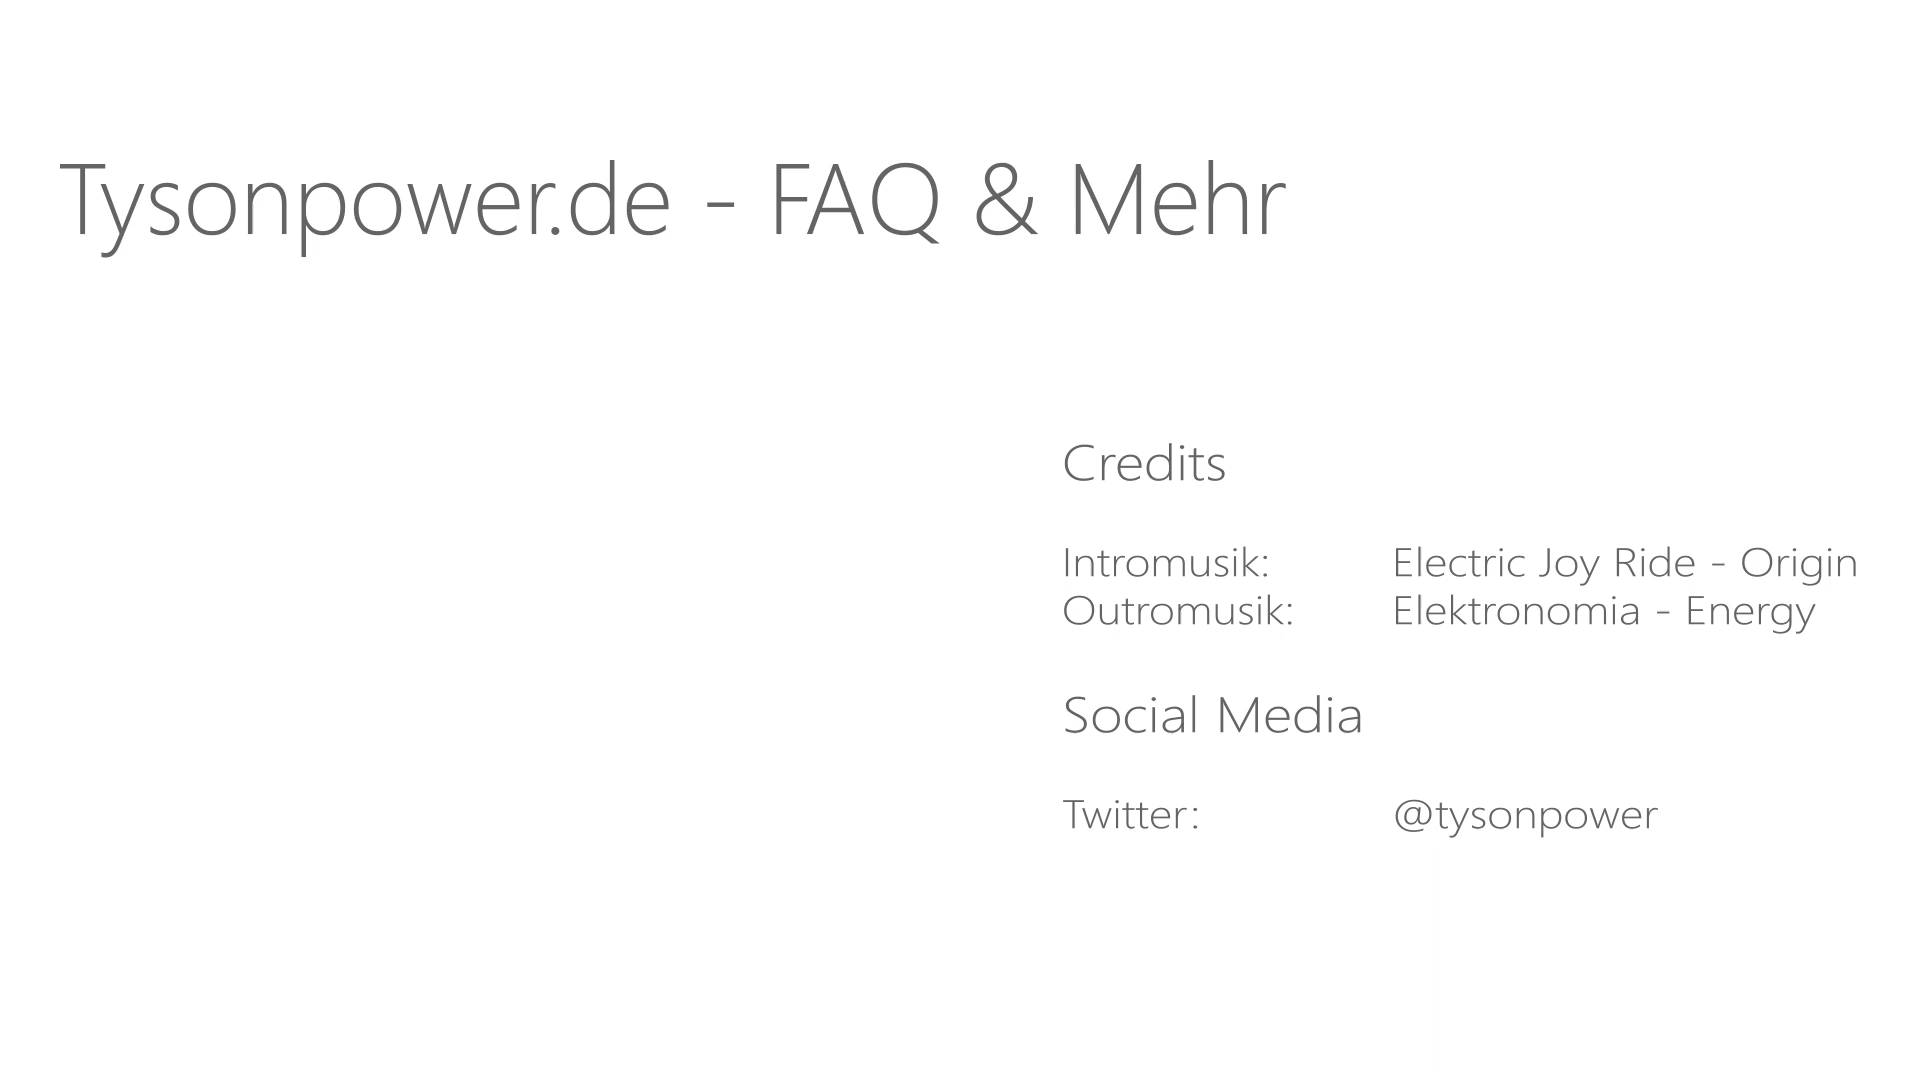 Tysonpower.de - FAQ & Mehr
Credits
Intromusik: Electric Joy Ride - Origin
Outromusik: Elektronomia - Energy
Social Media
Twitter: @tysonpower